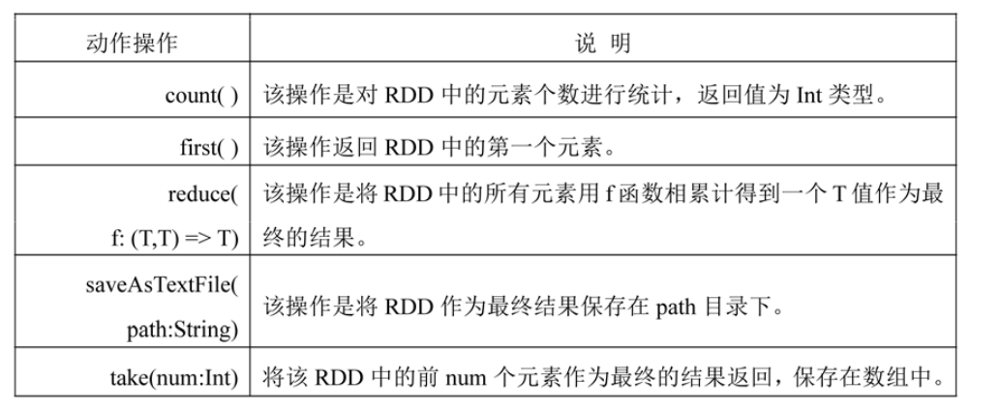 动作操作
说 明
count( )
该操作是对 RDD 中的元素个数进行统计，返回值为 Int 类型。
first( )
该操作返回 RDD 中的第一个元素。
reduce(
f: (T,T) => T)
该操作是将 RDD 中的所有元素用 f 函数相累计得到一个 T 值作为最
终的结果。
saveAsTextFile(
path:String)
该操作是将 RDD 作为最终结果保存在 path 目录下。
take(num:Int)
将该 RDD 中的前 num 个元素作为最终的结果返回，保存在数组中。